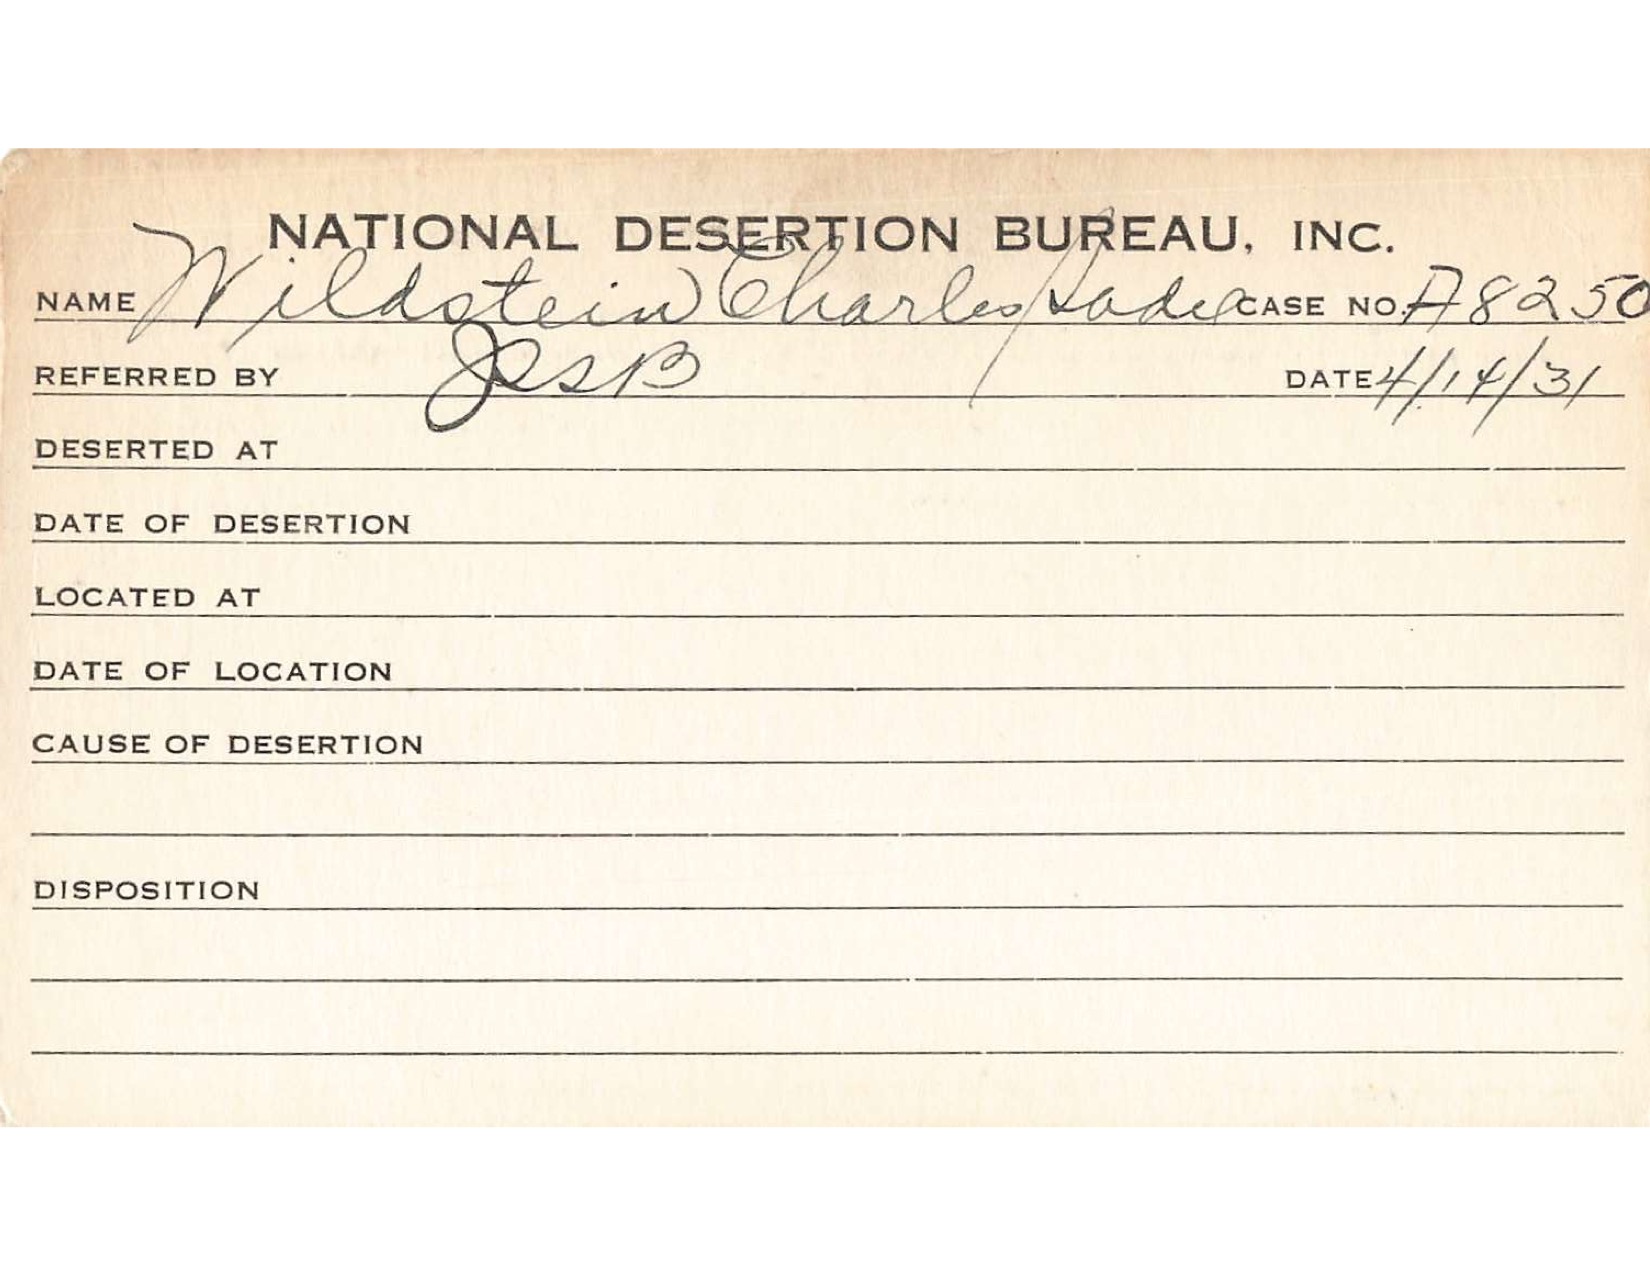 NATIONAL DESERTION BUREAU, INC.
NAME Wildstein Charles/Sadie CASE NO. A8250
REFERRED BY JSSB DATE 4/14/31
DESERTED AT
DATE OF DESERTION
LOCATED AT
DATE OF LOCATION
CAUSE OF DESERTION
DISPOSITION